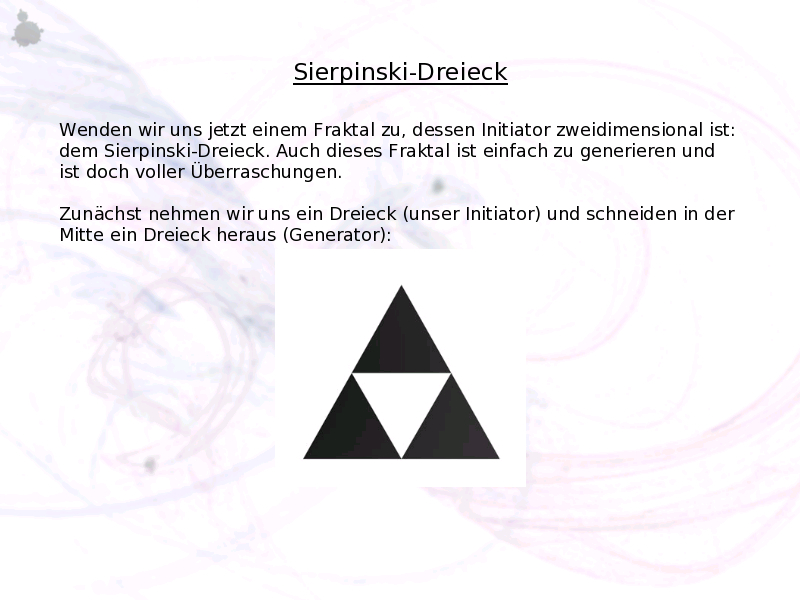 Sierpinski-Dreieck
Wenden wir uns jetzt einem Fraktal zu, dessen Initiator zweidimensional ist:
dem Sierpinski-Dreieck. Auch dieses Fraktal ist einfach zu generieren und
ist doch voller Überraschungen.
Zunächst nehmen wir uns ein Dreieck (unser Initiator) und schneiden in der
Mitte ein Dreieck heraus (Generator):